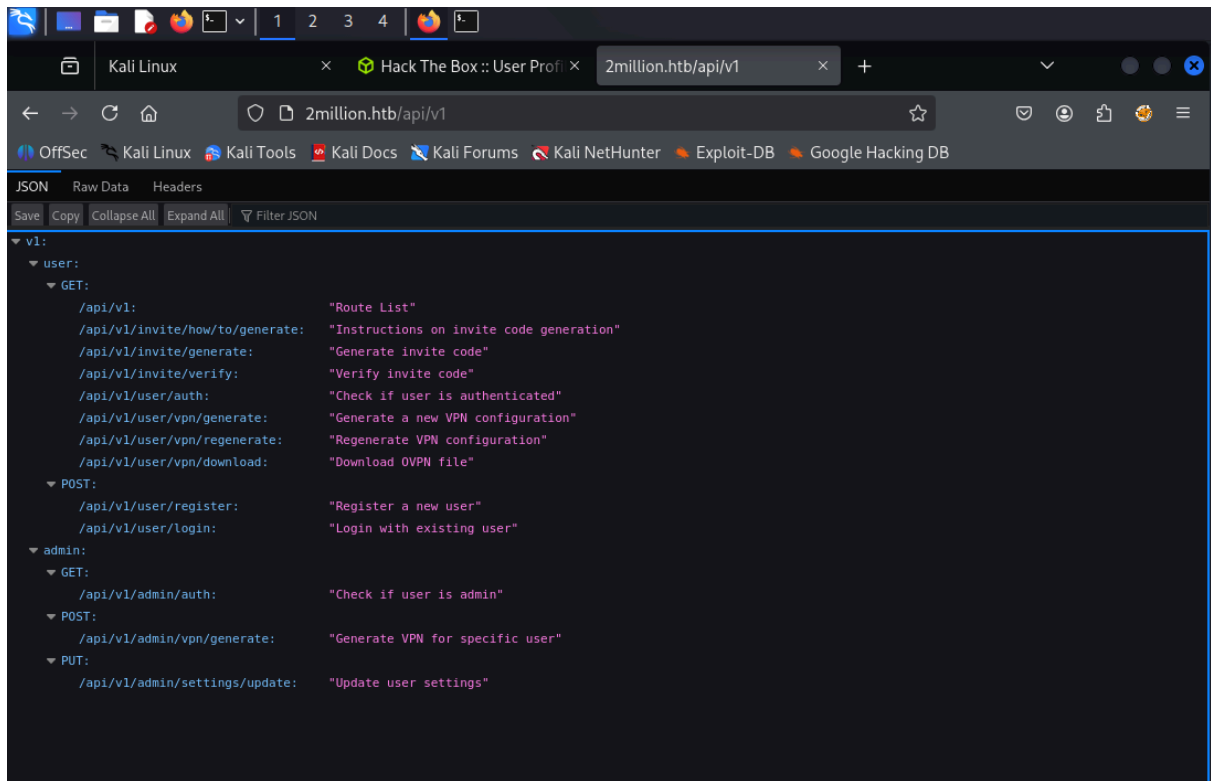 1 2 3 4
Kali Linux × Hack The Box :: User Profi × 2million.htb/api/v1 × +
2million.htb/api/v1
OffSec Kali Linux Kali Tools Kali Docs Kali Forums Kali NetHunter Exploit-DB Google Hacking DB
JSON Raw Data Headers
Save Copy Collapse All Expand All Filter JSON
v1:
user:
GET:
/api/v1: "Route List"
/api/v1/invite/how/to/generate: "Instructions on invite code generation"
/api/v1/invite/generate: "Generate invite code"
/api/v1/invite/verify: "Verify invite code"
/api/v1/user/auth: "Check if user is authenticated"
/api/v1/user/vpn/generate: "Generate a new VPN configuration"
/api/v1/user/vpn/regenerate: "Regenerate VPN configuration"
/api/v1/user/vpn/download: "Download OVPN file"
POST:
/api/v1/user/register: "Register a new user"
/api/v1/user/login: "Login with existing user"
admin:
GET:
/api/v1/admin/auth: "Check if user is admin"
POST:
/api/v1/admin/vpn/generate: "Generate VPN for specific user"
PUT:
/api/v1/admin/settings/update: "Update user settings"